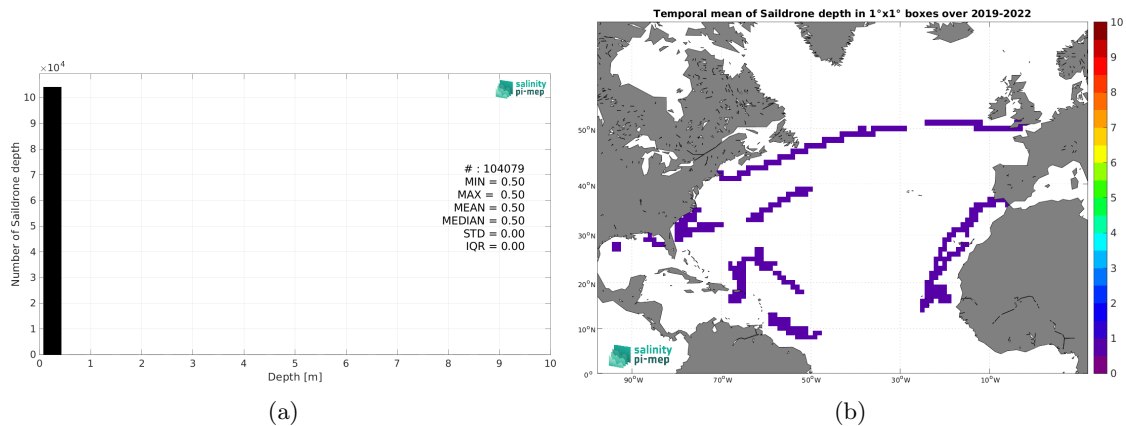 ×10⁴
10
9
8
7
6
5
4
3
2
1
0
Number of Saildrone depth
salinity
pi-mep
# : 104079
MIN = 0.50
MAX = 0.50
MEAN = 0.50
MEDIAN = 0.50
STD = 0.00
IQR = 0.00
0 1 2 3 4 5 6 7 8 9 10
Depth [m]
(a)
Temporal mean of Saildrone depth in 1°x1° boxes over 2019-2022
50°N
40°N
30°N
20°N
10°N
0°
90°W 70°W 50°W 30°W 10°W
salinity
pi-mep
10
9
8
7
6
5
4
3
2
1
0
(b)